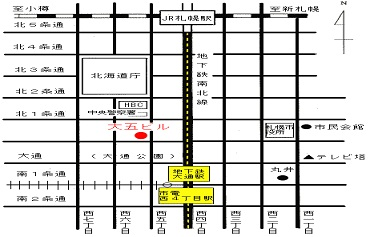 至小樽
至新札幌
N
JR札幌駅
北5条通
北4条通
北3条通
北2条通
北1条通
大通
南1条通
南2条通
地下鉄南北線
北海道庁
HBC
中央警察署
大五ビル
札幌市役所
市民会館
(大通公園)
テレビ塔
丸井
地下鉄
大通駅
市電
西4丁目駅
西七丁目
西六丁目
西五丁目
西四丁目
西三丁目
西二丁目
西一丁目